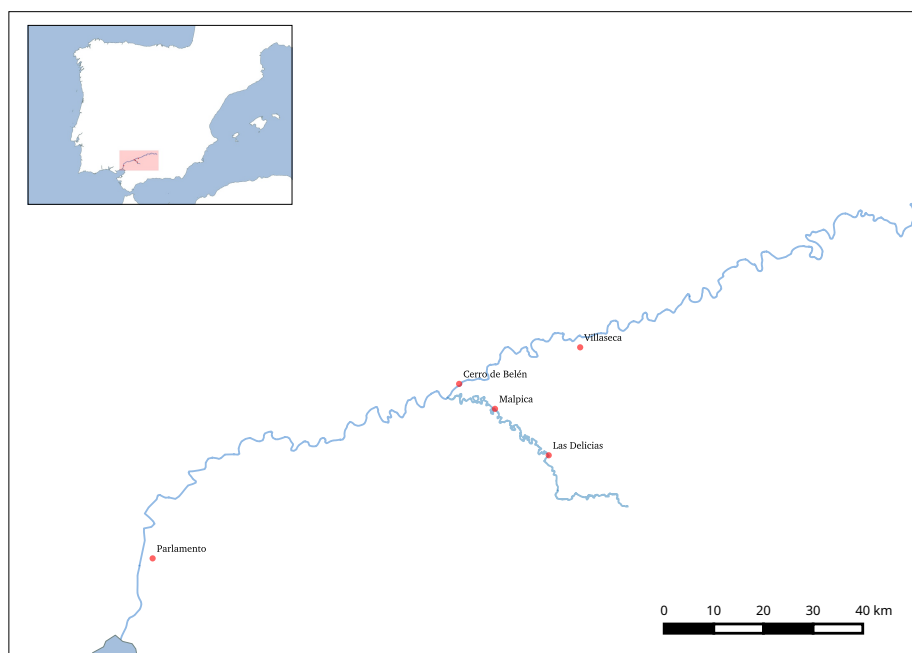 Villaseca
Cerro de Belén
Malpica
Las Delicias
Parlamento
0 10 20 30 40 km